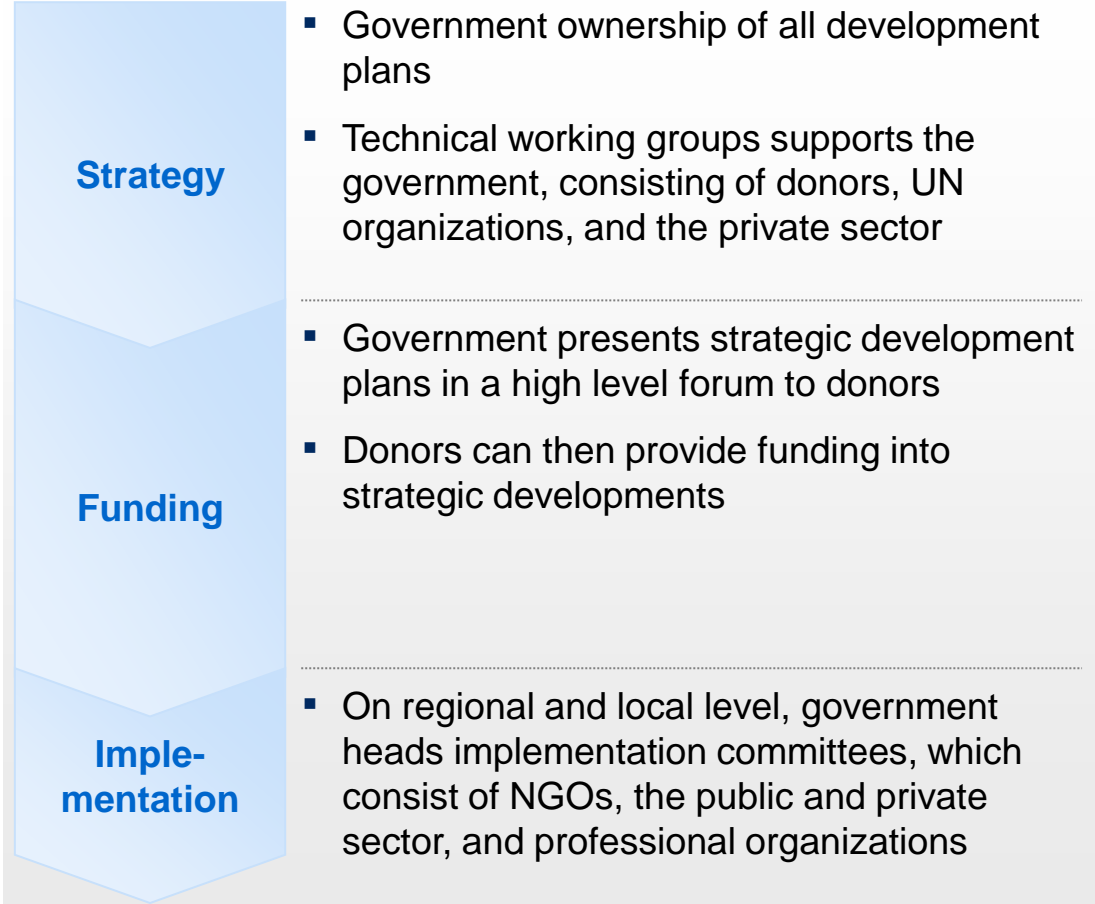 Strategy
▪ Government ownership of all development
plans
▪ Technical working groups supports the
government, consisting of donors, UN
organizations, and the private sector
Funding
▪ Government presents strategic development
plans in a high level forum to donors
▪ Donors can then provide funding into
strategic developments
Imple-
mentation
▪ On regional and local level, government
heads implementation committees, which
consist of NGOs, the public and private
sector, and professional organizations